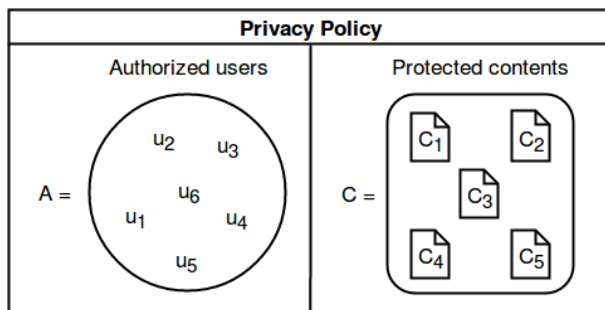 Privacy Policy
Authorized users
Protected contents
u2 u3
A = u6
u1 u4
u5
C1 C2
C = C3
C4 C5